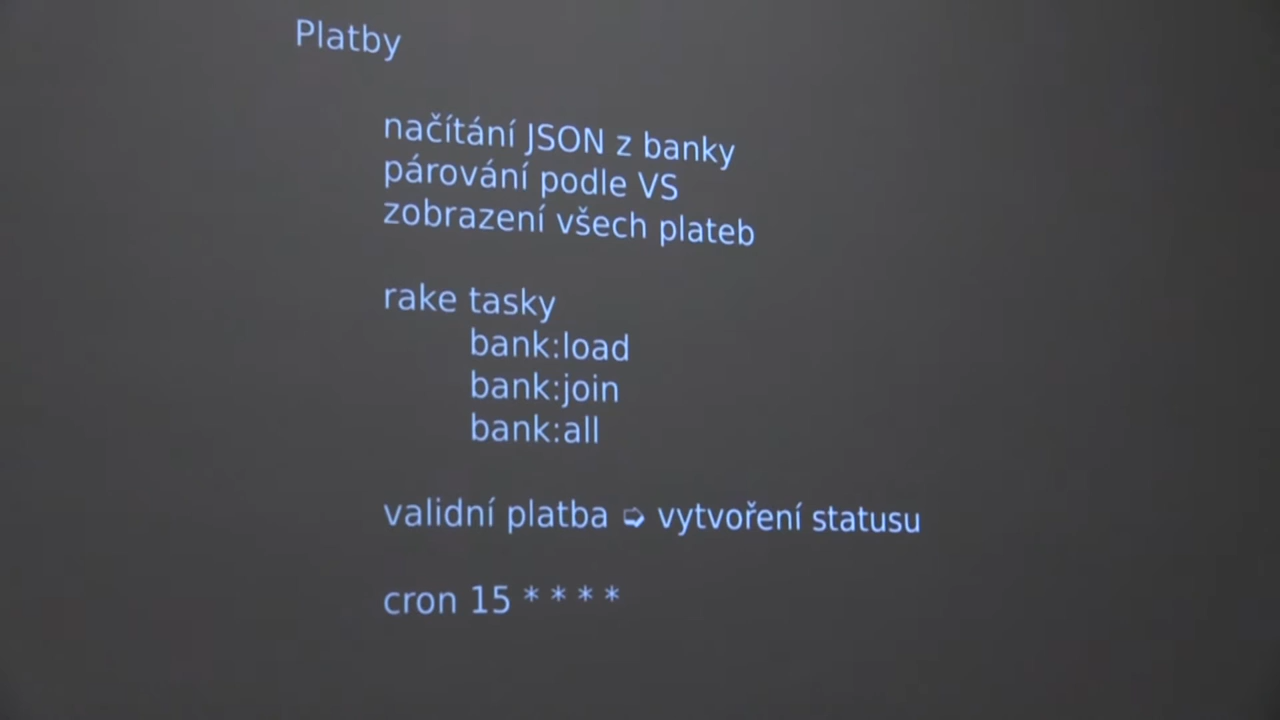 Platby
načítání JSON z banky
párování podle VS
zobrazení všech plateb
rake tasky
bank:load
bank:join
bank:all
validní platba ➯ vytvoření statusu
cron 15 * * * *